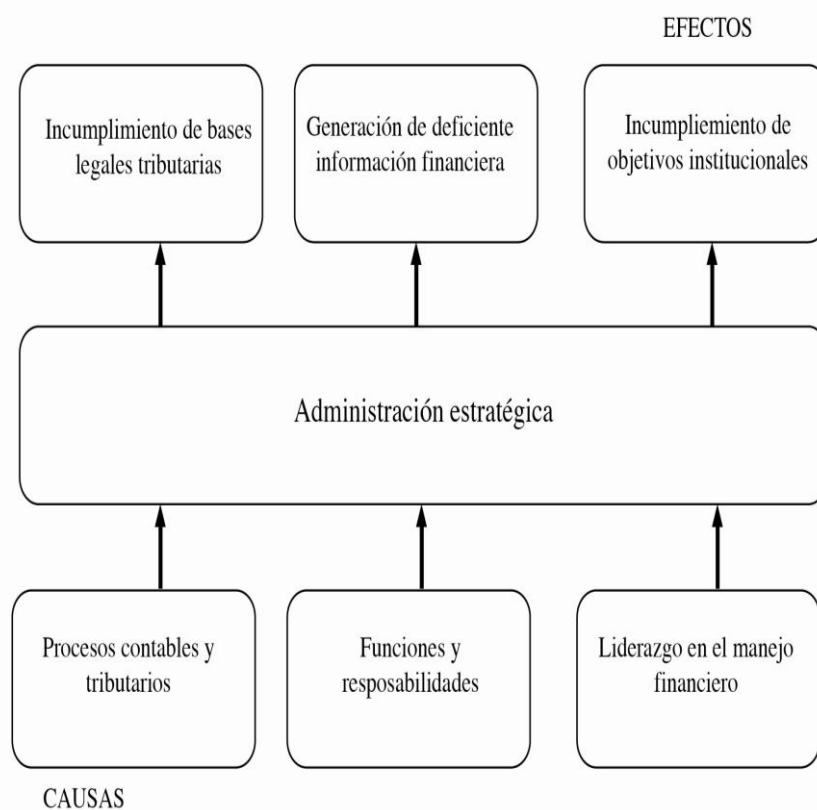 EFECTOS
Incumplimiento de bases
legales tributarias
Generación de deficiente
información financiera
Incumpliemiento de
objetivos institucionales
Administración estratégica
Procesos contables y
tributarios
Funciones y
resposabilidades
Liderazgo en el manejo
financiero
CAUSAS